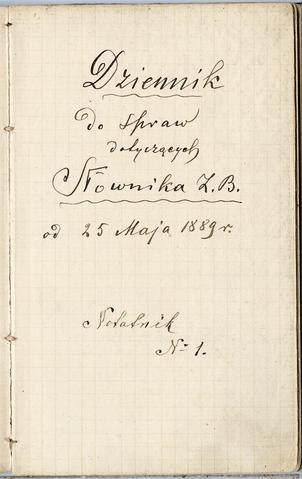 Dziennik
do spraw
dotyczących
Słownika Z.B.
od 25 Maja 1889 r.
Notatnik
№ 1.